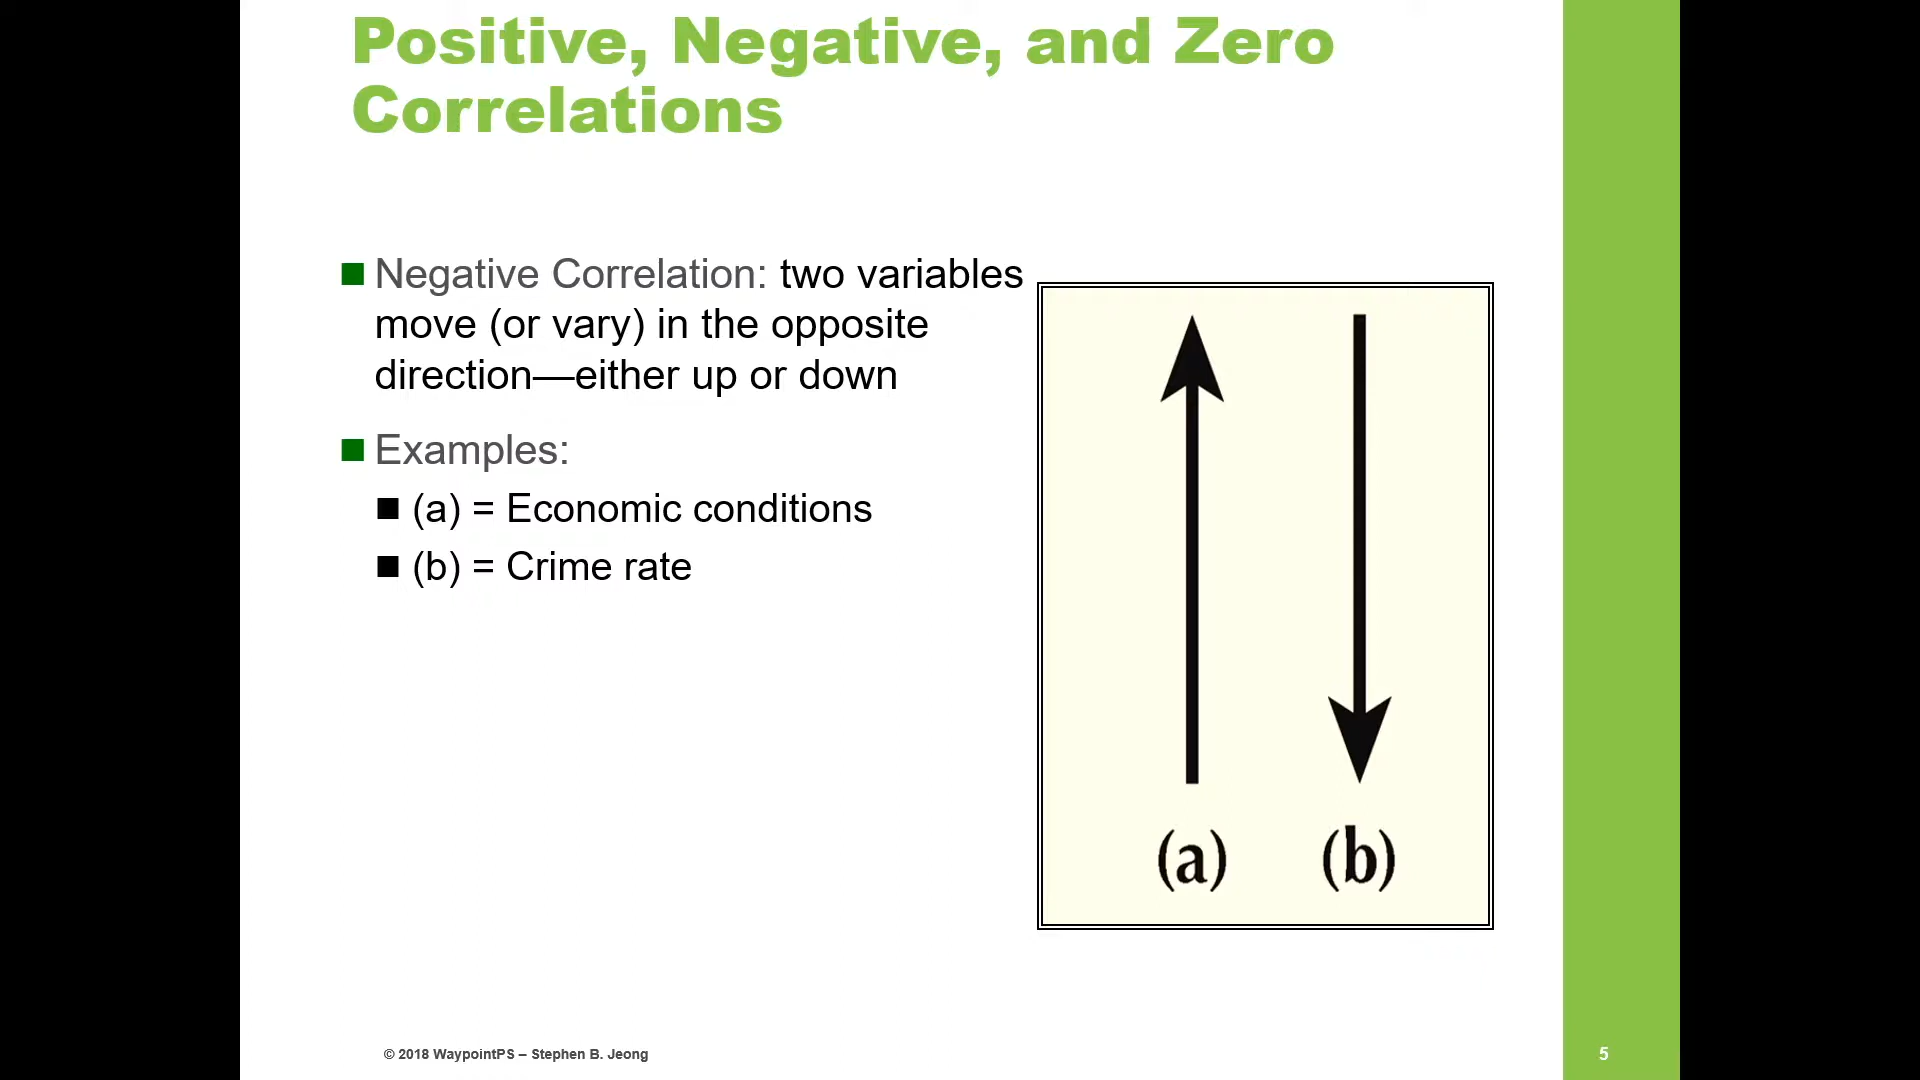 Positive, Negative, and Zero
Correlations
Negative Correlation: two variables
move (or vary) in the opposite
direction—either up or down
Examples:
(a) = Economic conditions
(b) = Crime rate
(a) (b)
© 2018 WaypointPS – Stephen B. Jeong
5